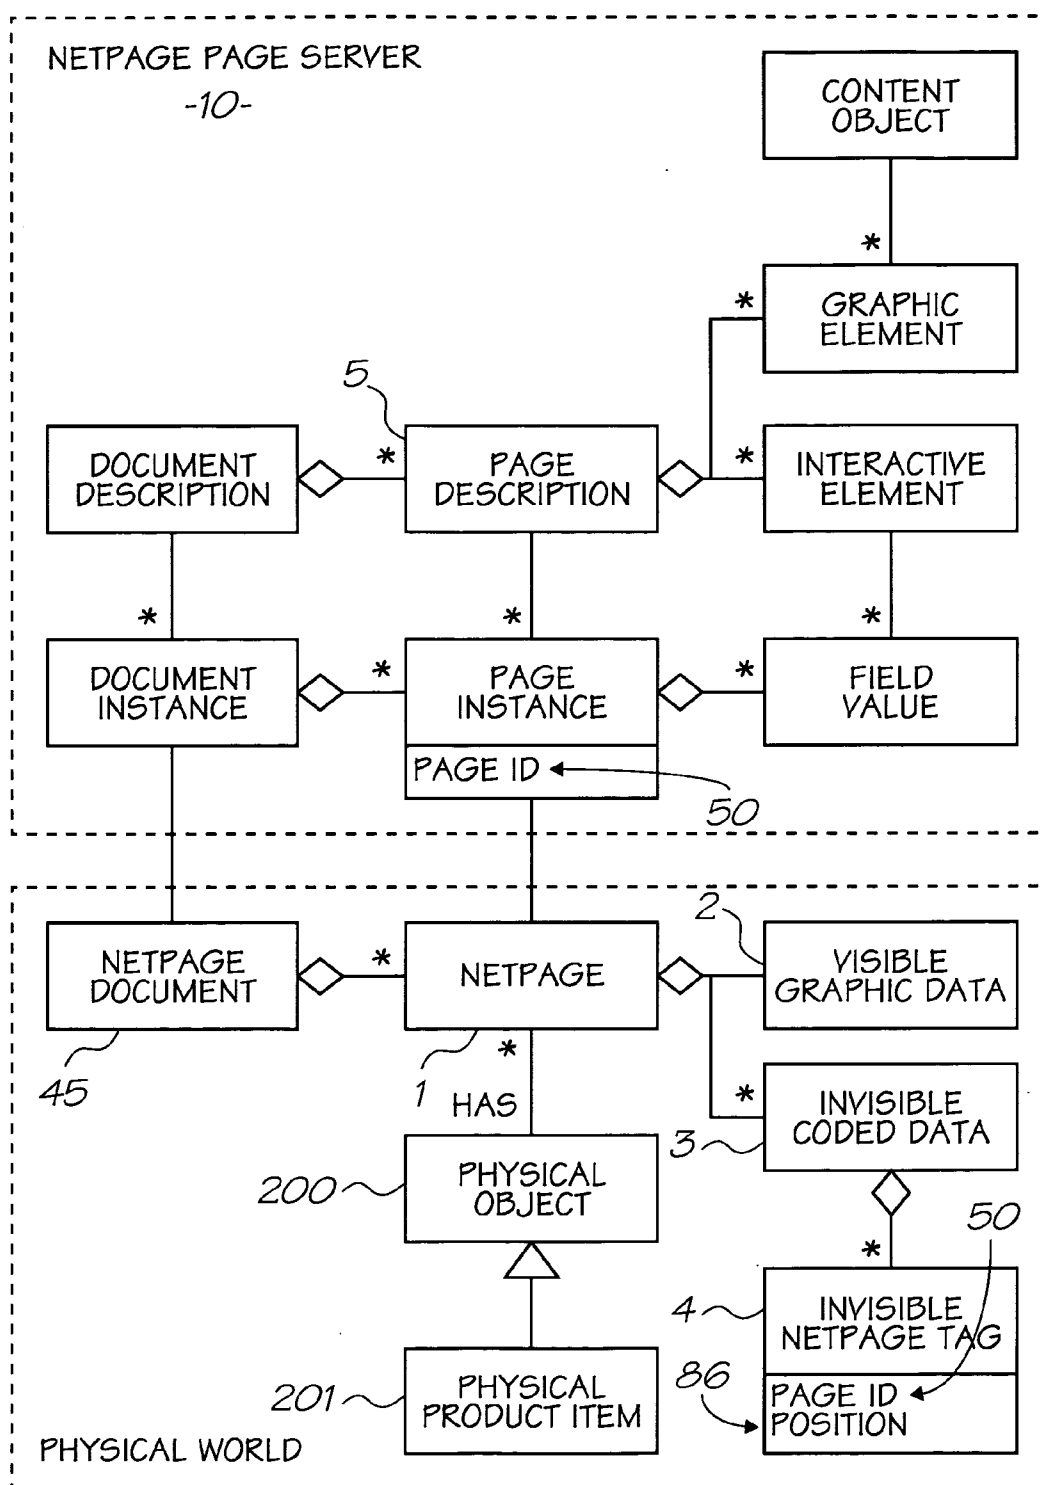 NETPAGE PAGE SERVER
-10-
CONTENT
OBJECT
*
*
GRAPHIC
ELEMENT
5
DOCUMENT
DESCRIPTION
*
PAGE
DESCRIPTION
*
INTERACTIVE
ELEMENT
*
*
*
DOCUMENT
INSTANCE
*
PAGE
INSTANCE
*
FIELD
VALUE
PAGE ID
50
2
NETPAGE
DOCUMENT
*
NETPAGE
VISIBLE
GRAPHIC DATA
45
1
*
HAS
*
3
INVISIBLE
CODED DATA
200
PHYSICAL
OBJECT
50
*
4
INVISIBLE
NETPAGE TAG
201
PHYSICAL
PRODUCT ITEM
86
PAGE ID
POSITION
PHYSICAL WORLD